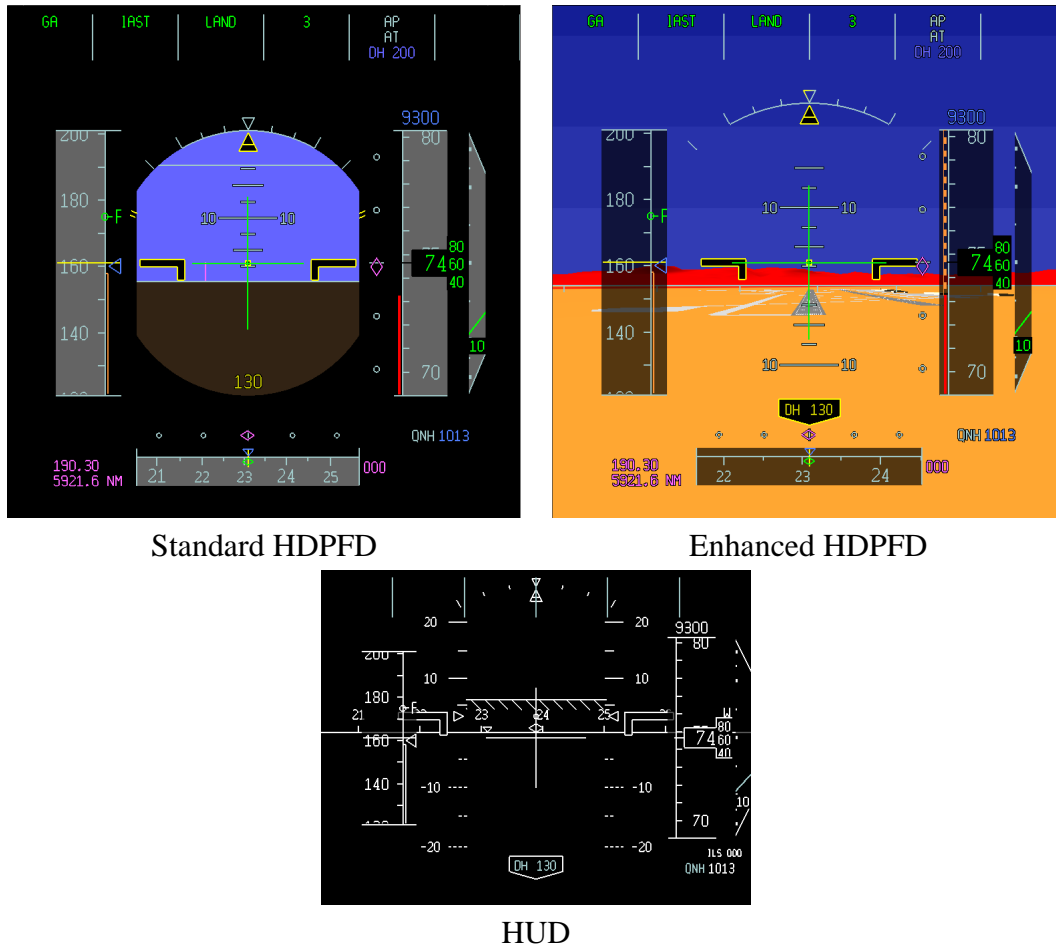 GA IAST LAND 3 AP
AT
DH 200
9300
200 80
180 F
10 10
160 74 80 60 40
140
130 70
10
QNH 1013
190.30
5921.6 NM
21 22 23 24 25 000
Standard HDPFD
GA IAST LAND 3 AP
AT
DH 200
9300
200 80
180 F
10 10
160 74 80 60 40
140
10
10 10 70
DH 130
QNH 1013
190.30
5921.6 NM
22 23 24 000
Enhanced HDPFD
20 20
9300
200 80
10 10
180 F
21 23 24 25 W
160 74 80 60 40
140 -10 -10
10
70
-20 -20
DH 130
ILS 000
QNH 1013
HUD